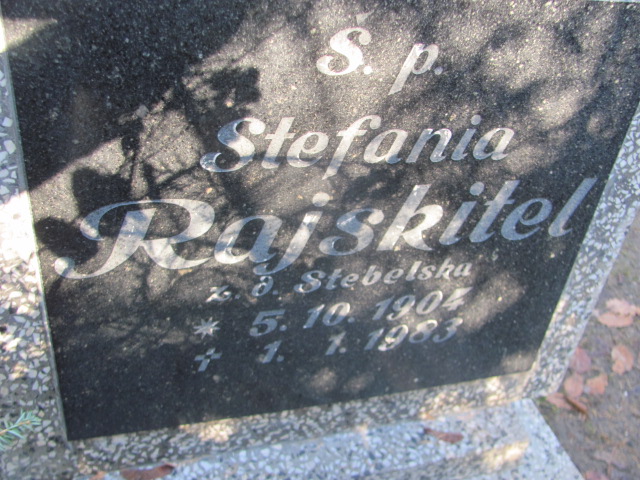 Ś. p.
Stefania
Rajskitel
z. d. Stebelska
* 5. 10. 1904
✝ 1. 1. 1983